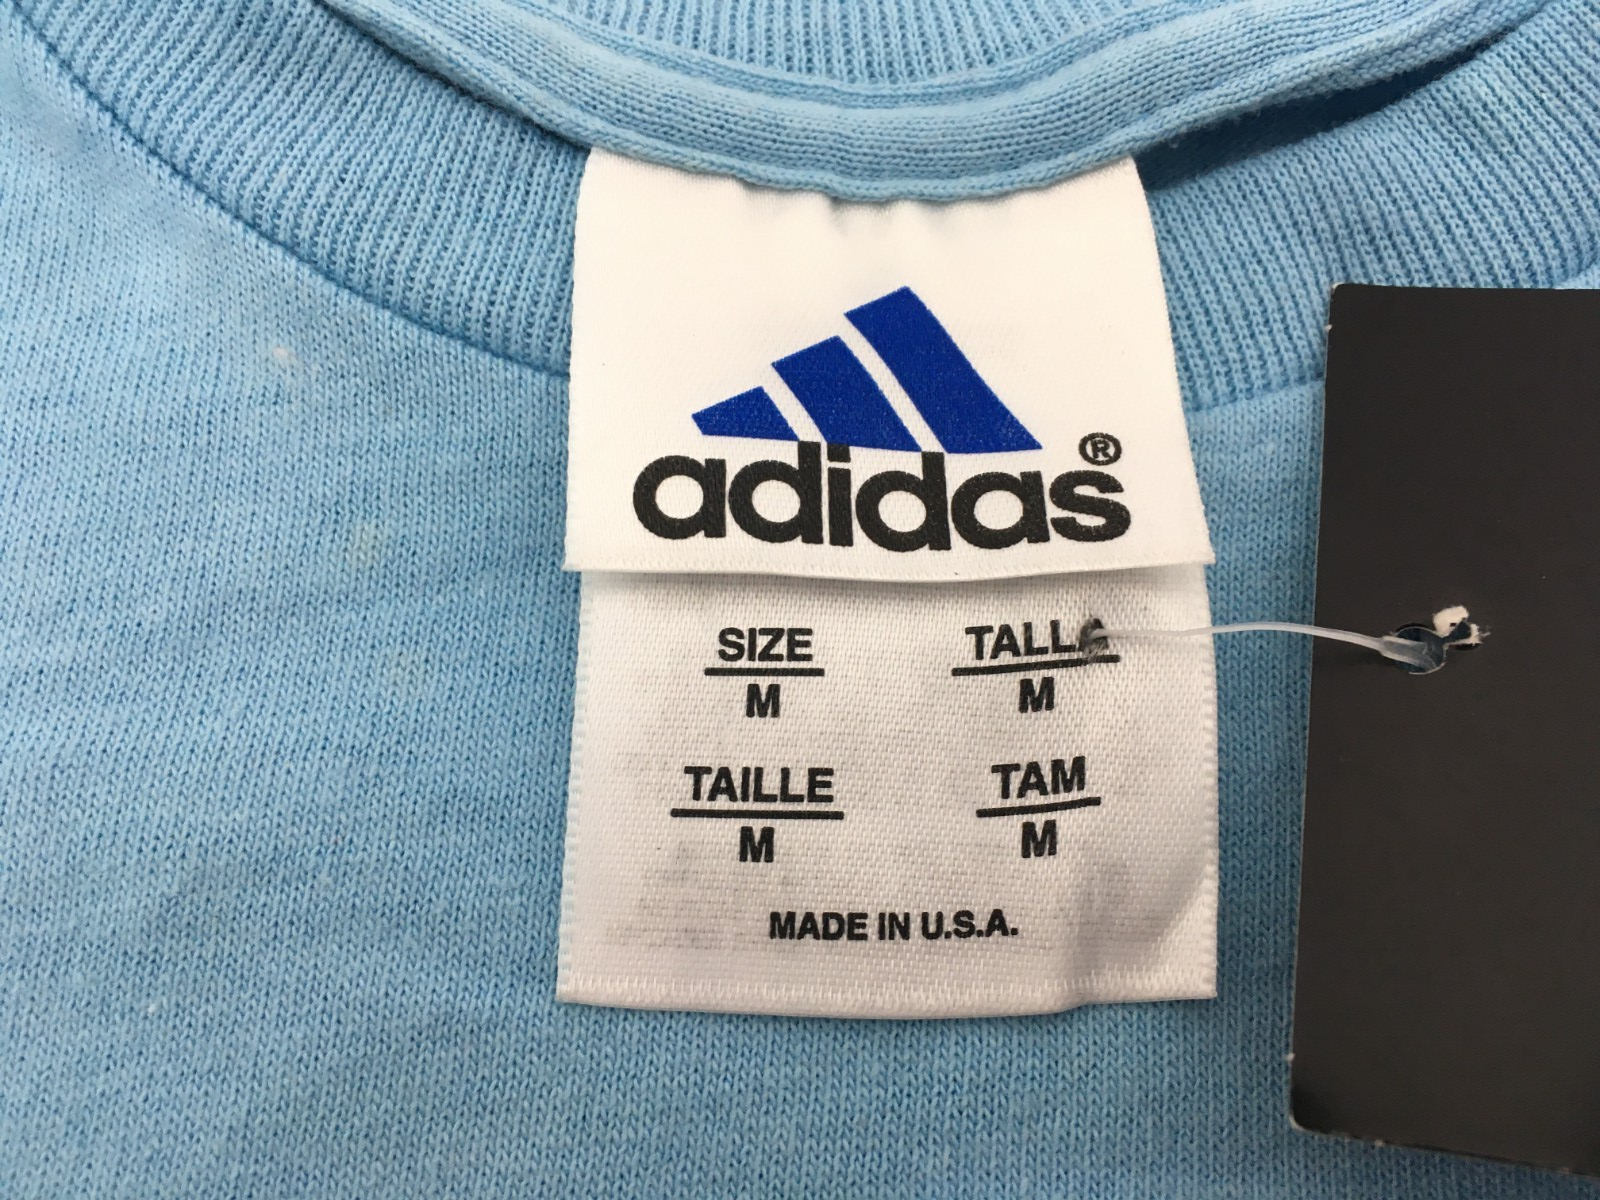 adidas®
SIZE TALLA
M M
TAILLE TAM
M M
MADE IN U.S.A.